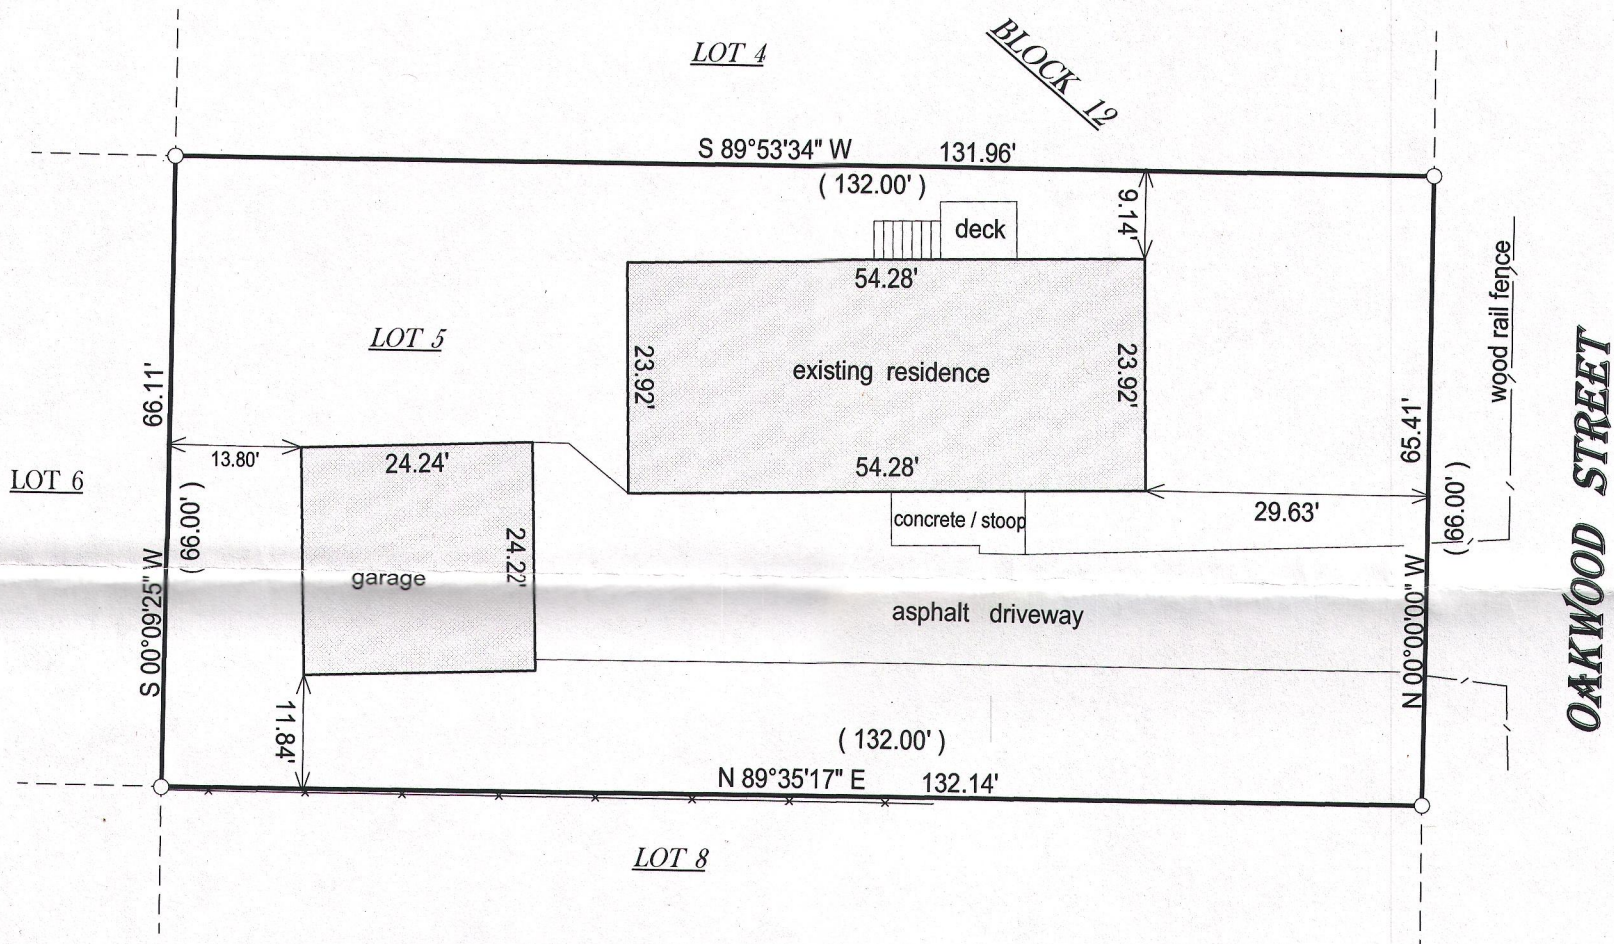 LOT 4
BLOCK 12
S 89°53'34" W 131.96'
( 132.00' )
9.14'
deck
54.28'
wood rail fence
LOT 5
23.92'
existing residence
23.92'
66.11'
65.41'
OAKWOOD STREET
13.80'
24.24'
54.28'
LOT 6
(66.00' )
concrete / stoop
29.63'
(66.00' )
24.22'
garage
S 00°09'25" W
asphalt driveway
N 00°00'00" W
11.84'
( 132.00' )
N 89°35'17" E 132.14'
LOT 8